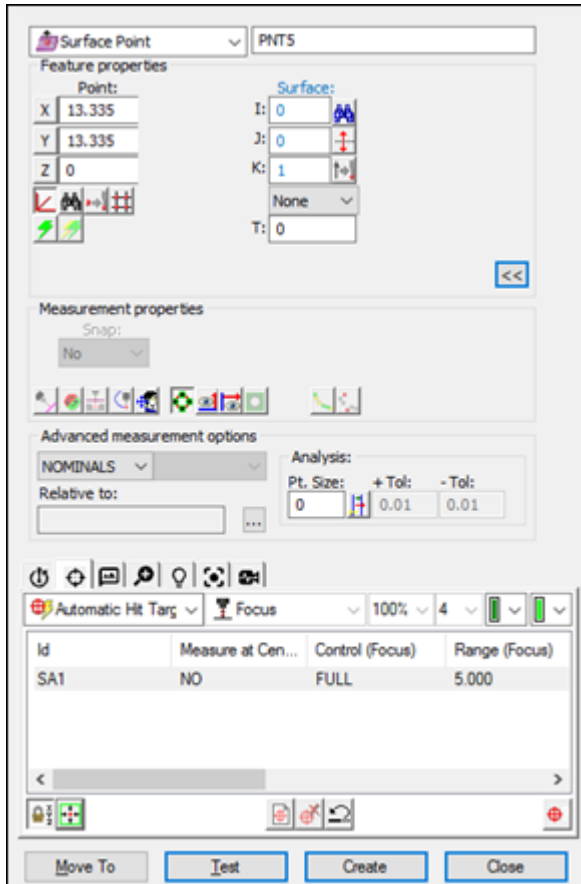 Surface Point PNT5
Feature properties
Point: Surface:
X 13.335 I: 0
Y 13.335 J: 0
Z 0 K: 1
None
T: 0
<<
Measurement properties
Snap:
No
Advanced measurement options
NOMINALS
Analysis:
Pt. Size: + Tol: - Tol:
Relative to:
0 0.01 0.01
...
Automatic Hit Targ Focus 100% 4
Id Measure at Cen... Control (Focus) Range (Focus)
SA1 NO FULL 5.000
< >
Move To Test Create Close